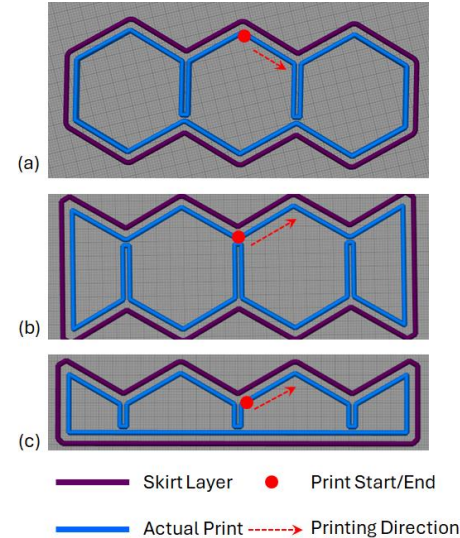 (a)
(b)
(c)
Skirt Layer
Print Start/End
Actual Print
Printing Direction